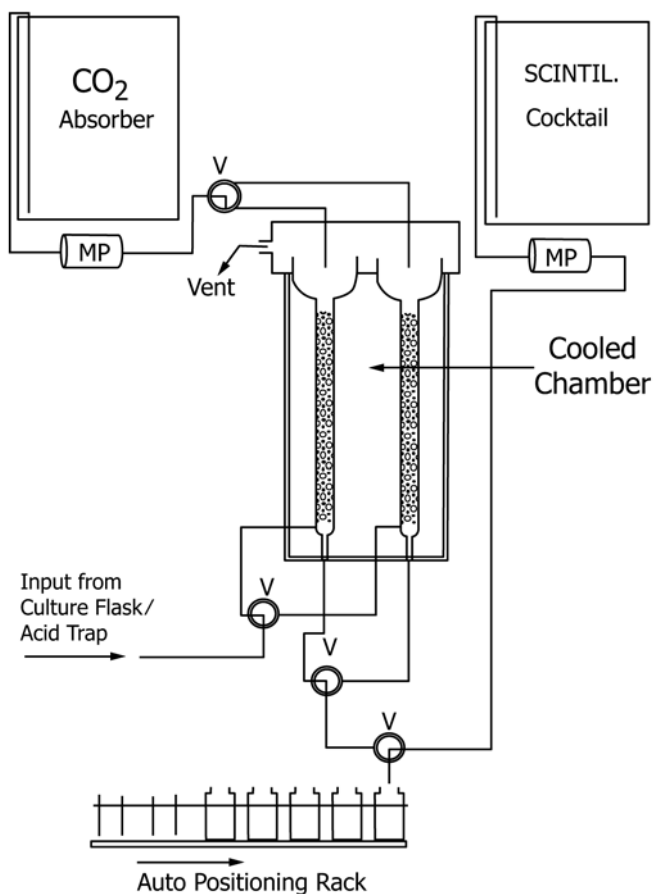 CO2
Absorber
SCINTIL.
Cocktail
V
MP
MP
Vent
Cooled
Chamber
Input from
Culture Flask/
Acid Trap
V
V
V
Auto Positioning Rack